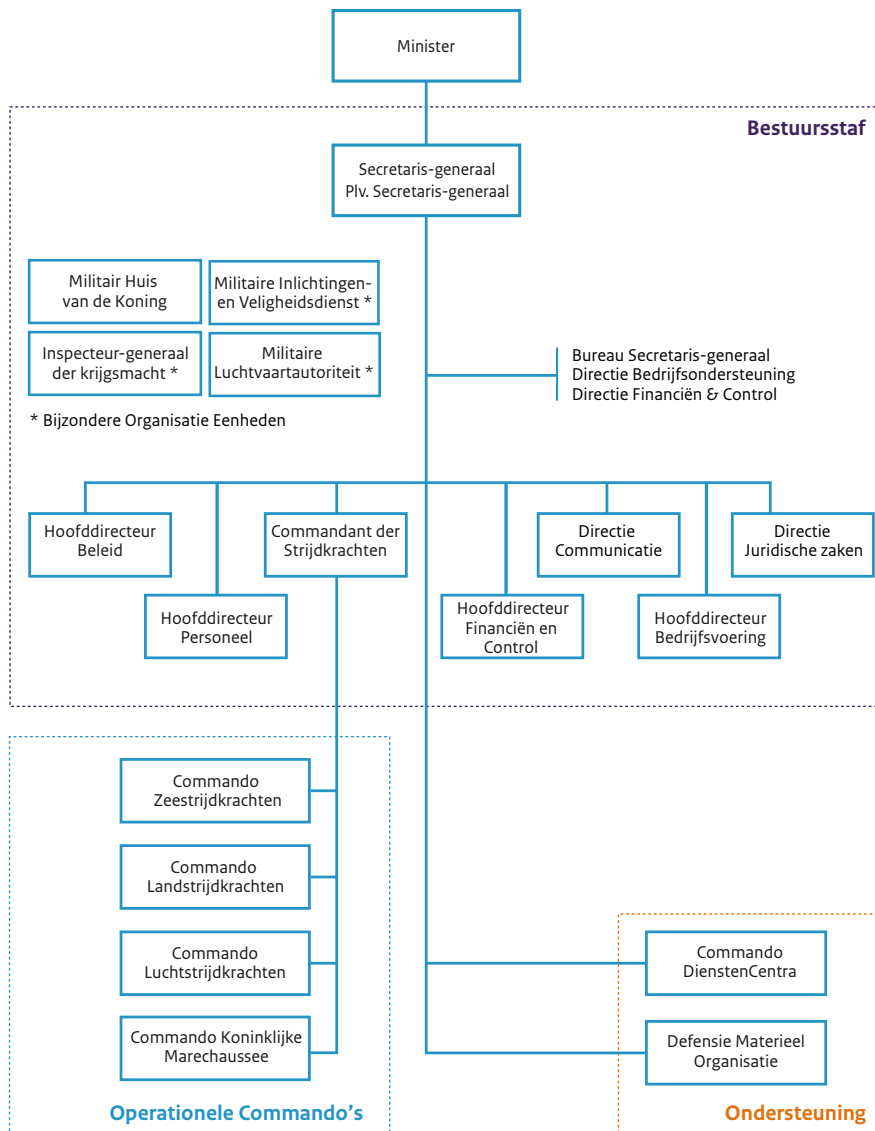 Minister
Bestuursstaf
Secretaris-generaal
Plv. Secretaris-generaal
Militair Huis
van de Koning
Militaire Inlichtingen-
en Veligheidsdienst *
Inspecteur-generaal
der krijgsmacht *
Militaire
Luchtvaartautoriteit *
* Bijzondere Organisatie Eenheden
Bureau Secretaris-generaal
Directie Bedrijfsondersteuning
Directie Financiën & Control
Hoofddirecteur
Beleid
Commandant der
Strijdkrachten
Directie
Communicatie
Directie
Juridische zaken
Hoofddirecteur
Personeel
Hoofddirecteur
Financiën en
Control
Hoofddirecteur
Bedrijfsvoering
Commando
Zeestrijdkrachten
Commando
Landstrijdkrachten
Commando
Luchtstrijdkrachten
Commando Koninklijke
Marechaussee
Operationele Commando's
Commando
DienstenCentra
Defensie Materieel
Organisatie
Ondersteuning